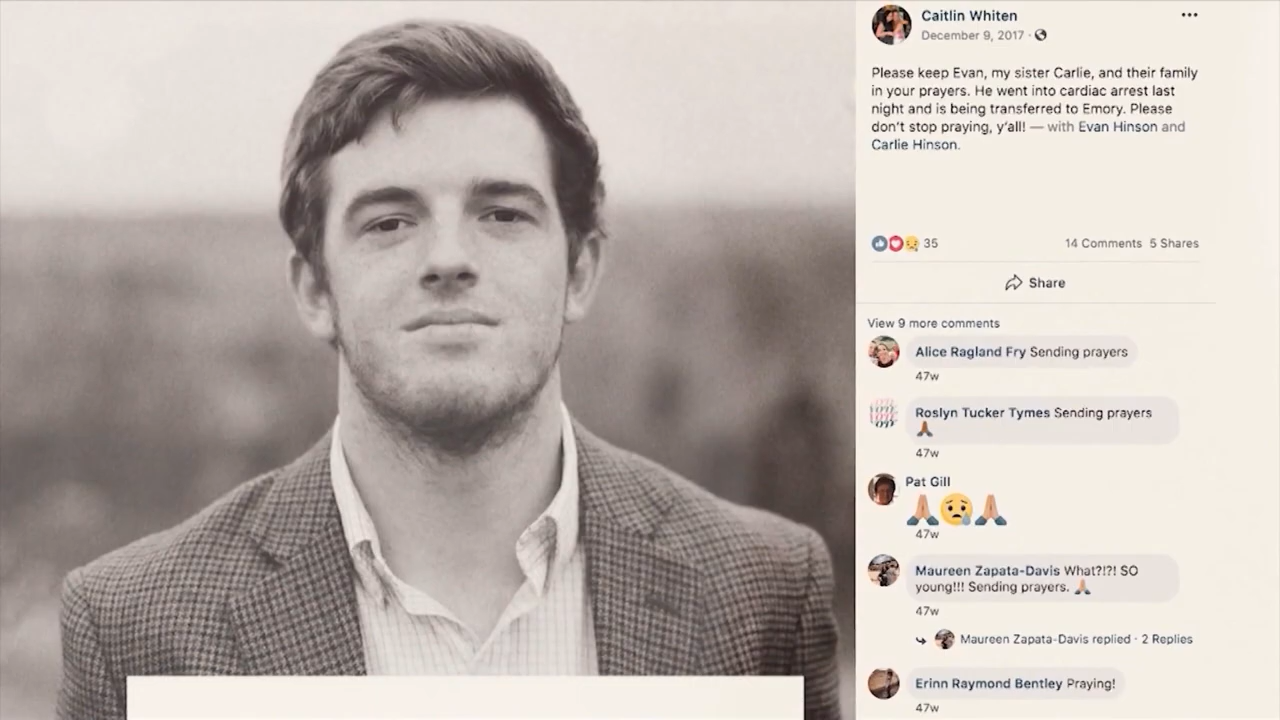 Caitlin Whiten
December 9, 2017 ·
Please keep Evan, my sister Carlie, and their family
in your prayers. He went into cardiac arrest last
night and is being transferred to Emory. Please
don't stop praying, y'all! — with Evan Hinson and
Carlie Hinson.
35
14 Comments 5 Shares
Share
View 9 more comments
Alice Ragland Fry Sending prayers
47w
Roslyn Tucker Tymes Sending prayers
🙏🏾
47w
Pat Gill
🙏🏽😢🙏🏽
47w
Maureen Zapata-Davis What?!?! SO
young!!! Sending prayers. 🙏🏼
47w
Maureen Zapata-Davis replied · 2 Replies
Erinn Raymond Bentley Praying!
47w